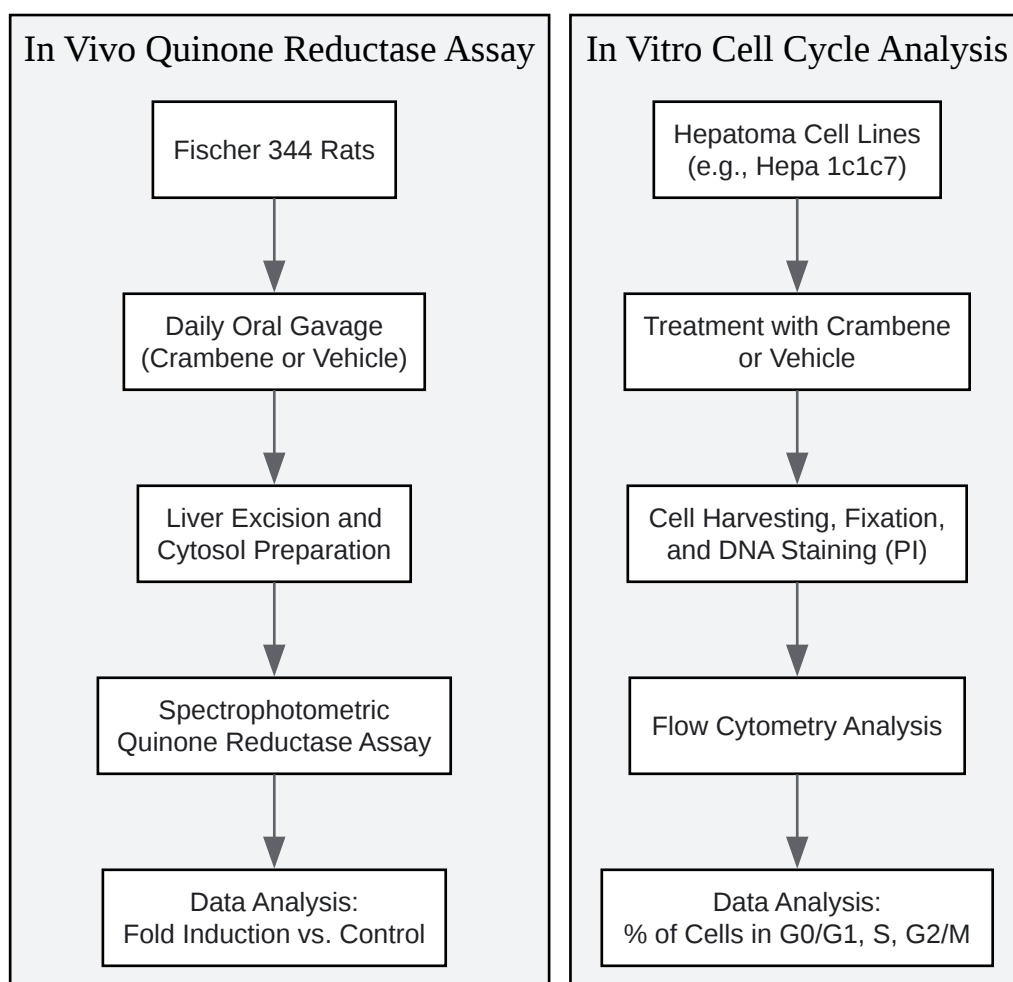 In Vivo Quinone Reductase Assay
Fischer 344 Rats
Daily Oral Gavage
(Crambene or Vehicle)
Liver Excision and
Cytosol Preparation
Spectrophotometric
Quinone Reductase Assay
Data Analysis:
Fold Induction vs. Control
In Vitro Cell Cycle Analysis
Hepatoma Cell Lines
(e.g., Hepa 1c1c7)
Treatment with Crambene
or Vehicle
Cell Harvesting, Fixation,
and DNA Staining (PI)
Flow Cytometry Analysis
Data Analysis:
% of Cells in G0/G1, S, G2/M